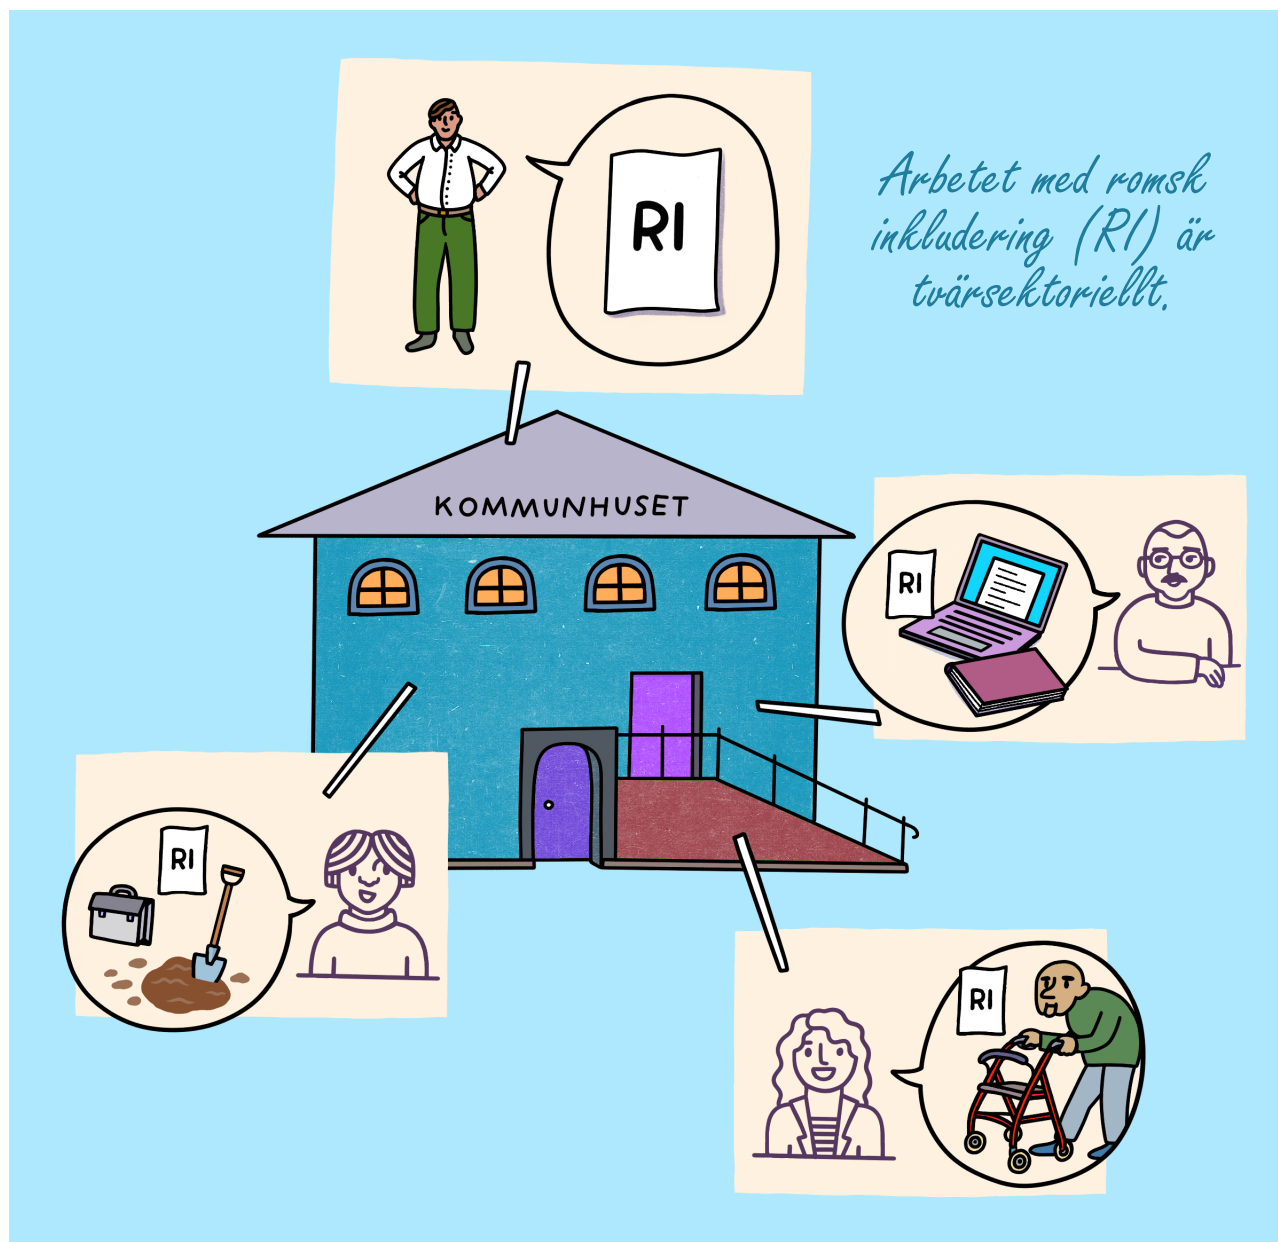 RI
Arbetet med romsk
inkludering (RI) är
tvärsektoriellt.
KOMMUNHUSET
RI
RI
RI